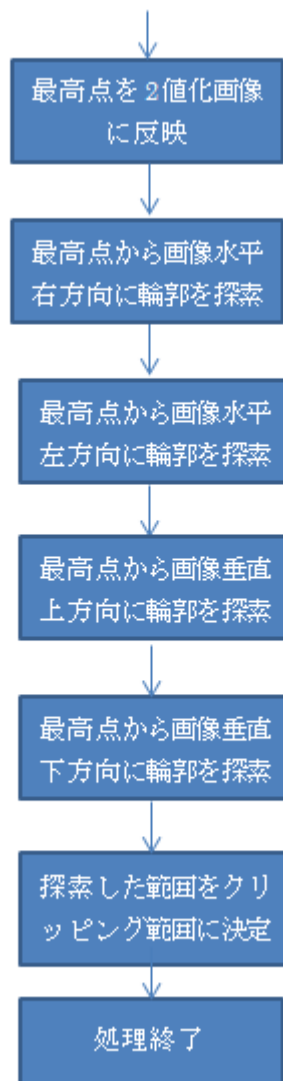 最高点を2値化画像
に反映
最高点から画像水平
右方向に輪郭を探索
最高点から画像水平
左方向に輪郭を探索
最高点から画像垂直
上方向に輪郭を探索
最高点から画像垂直
下方向に輪郭を探索
探索した範囲をクリ
ッピング範囲に決定
処理終了